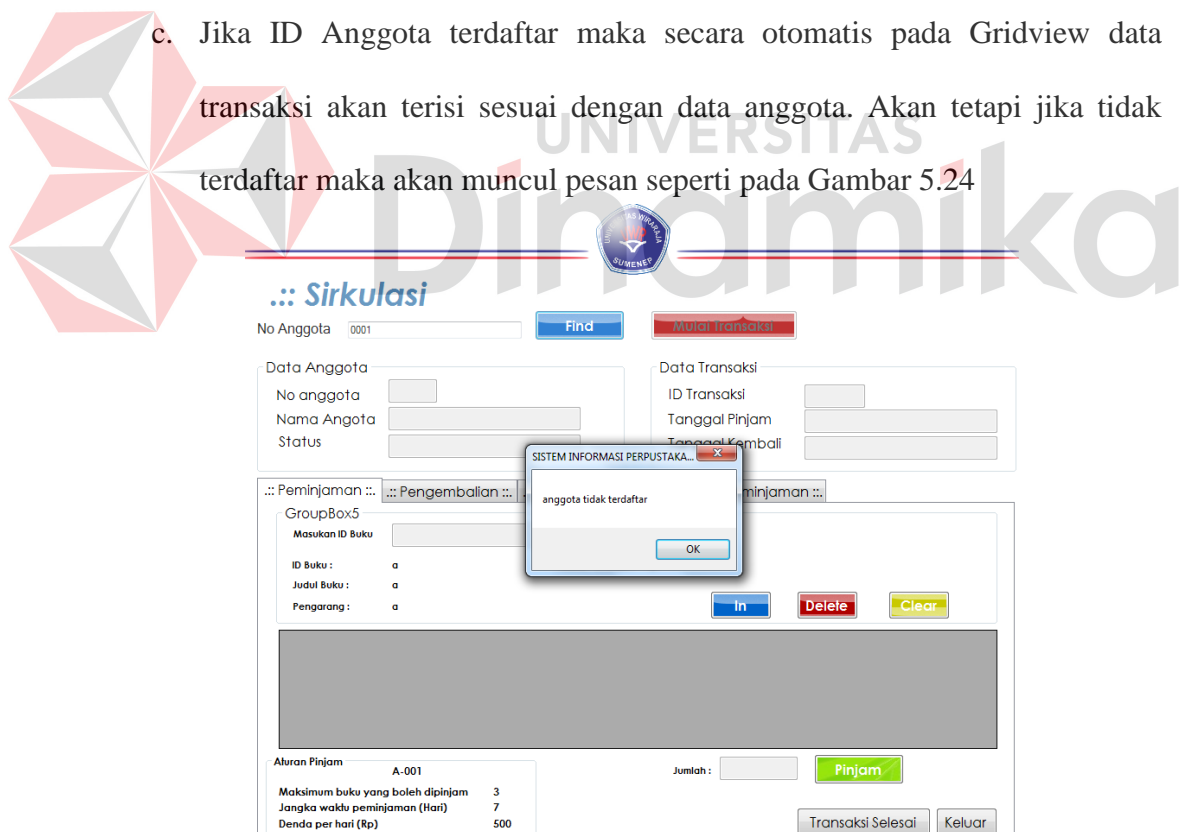 c. Jika ID Anggota terdaftar maka secara otomatis pada Gridview data
transaksi akan terisi sesuai dengan data anggota. Akan tetapi jika tidak
terdaftar maka akan muncul pesan seperti pada Gambar 5.24
UNIVERSITAS
Dinamika
SUMENEP
.:: Sirkulasi
No Anggota 0001 Find Mulai Transaksi
Data Anggota
No anggota
Nama Angota
Status
Data Transaksi
ID Transaksi
Tanggal Pinjam
Tanggal Kembali
SISTEM INFORMASI PERPUSTAKA...
anggota tidak terdaftar
OK
.:: Peminjaman ::. .:: Pengembalian ::. minjaman ::.
GroupBox5
Masukan ID Buku
ID Buku : a
Judul Buku : a
Pengarang : a
In Delete Clear
Aturan Pinjam
A-001
Maksimum buku yang boleh dipinjam 3
Jangka waktu peminjaman (Hari) 7
Denda per hari (Rp) 500
Jumlah : Pinjam
Transaksi Selesai Keluar